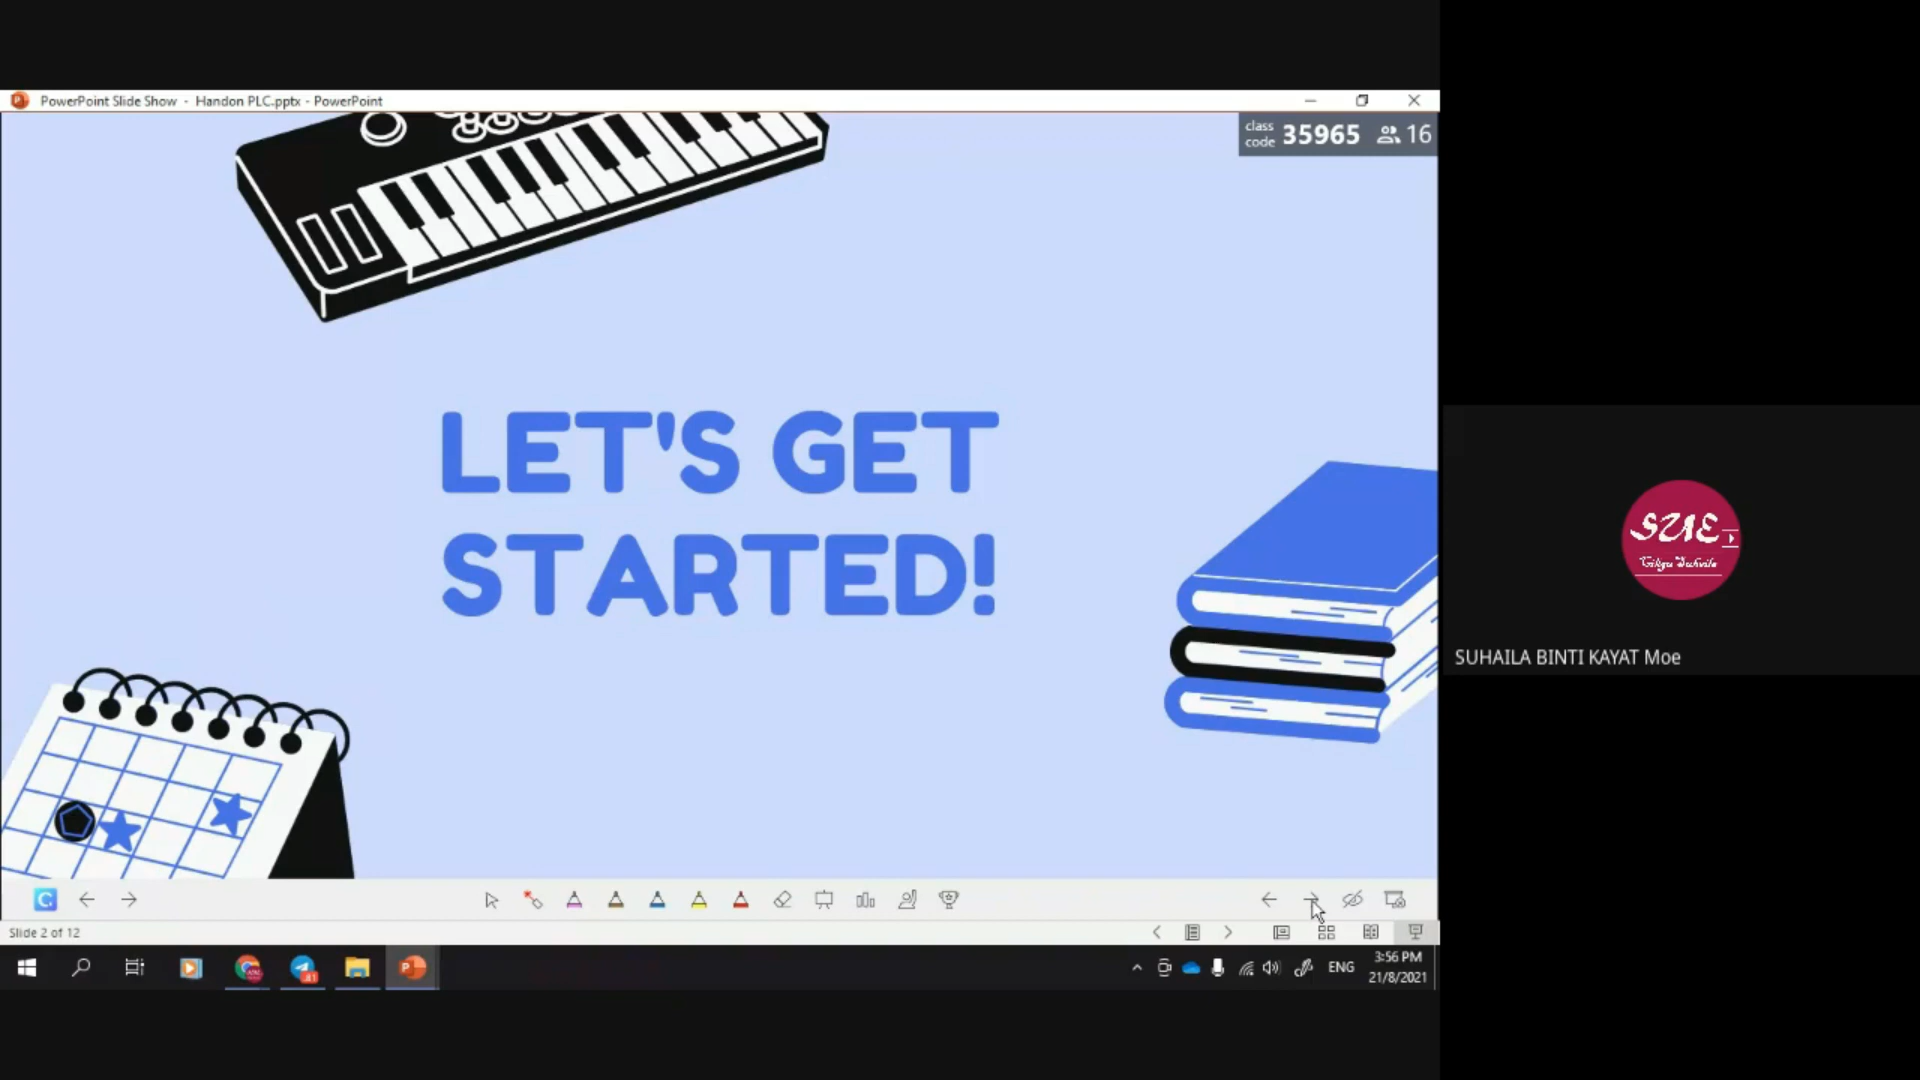 PowerPoint Slide Show - Handon PLC.pptx - PowerPoint
class code 35965 16
LET'S GET
STARTED!
SUHAILA BINTI KAYAT Moe
Slide 2 of 12
81
ENG
3:56 PM
21/8/2021